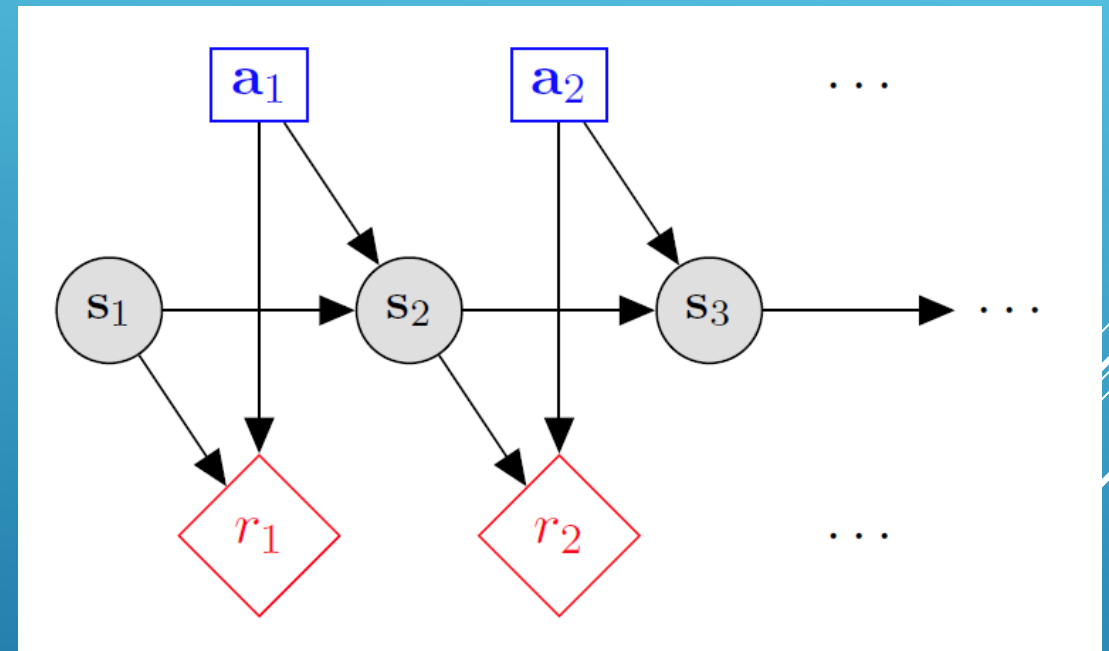 a₁ a₂ ...
s₁ s₂ s₃ ...
r₁ r₂ ...